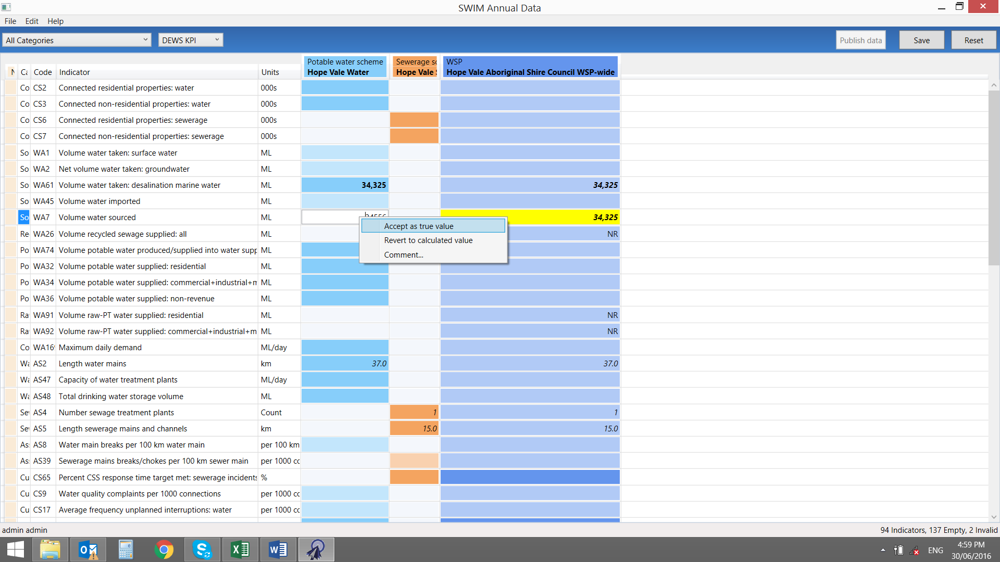 SWIM Annual Data
File Edit Help
All Categories DEWS KPI Publish data Save Reset
Potable water scheme Sewerage sc WSP
N Ca Code Indicator Units Hope Vale Water Hope Vale S Hope Vale Aboriginal Shire Council WSP-wide
Co CS2 Connected residential properties: water 000s
Co CS3 Connected non-residential properties: water 000s
Co CS6 Connected residential properties: sewerage 000s
Co CS7 Connected non-residential properties: sewerage 000s
So WA1 Volume water taken: surface water ML
So WA2 Net volume water taken: groundwater ML
So WA61 Volume water taken: desalination marine water ML 34,325 34,325
So WA45 Volume water imported ML
So WA7 Volume water sourced ML 34,325
Accept as true value
Re WA26 Volume recycled sewage supplied: all ML NR
Revert to calculated value
Po WA74 Volume potable water produced/supplied into water supp ML
Comment...
Po WA32 Volume potable water supplied: residential ML
Po WA34 Volume potable water supplied: commercial+industrial+m ML
Po WA36 Volume potable water supplied: non-revenue ML
Ra WA91 Volume raw-PT water supplied: residential ML NR
Ra WA92 Volume raw-PT water supplied: commercial+industrial+m ML NR
Co WA169 Maximum daily demand ML/day
Wa AS2 Length water mains km 37.0 37.0
Wa AS47 Capacity of water treatment plants ML/day
Wa AS48 Total drinking water storage volume ML
Se AS4 Number sewage treatment plants Count 1 1
Se AS5 Length sewerage mains and channels km 15.0 15.0
As AS8 Water main breaks per 100 km water main per 100 km
As AS39 Sewerage mains breaks/chokes per 100 km sewer main per 1000 co
Cu CS65 Percent CSS response time target met: sewerage incidents %
Cu CS9 Water quality complaints per 1000 connections per 1000 co
Cu CS17 Average frequency unplanned interruptions: water per 1000 co
admin admin 94 Indicators, 137 Empty, 2 Invalid
ENG 4:59 PM
30/06/2016